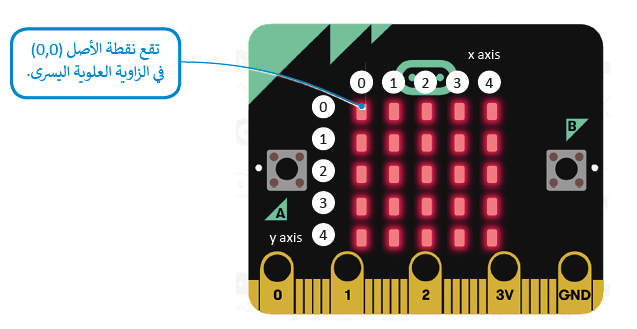 تقع نقطة الأصل (0,0)
في الزاوية العلوية اليسرى.
x axis
0 1 2 3 4
0
1
2
3
4
y axis
A
B
0 1 2 3V GND